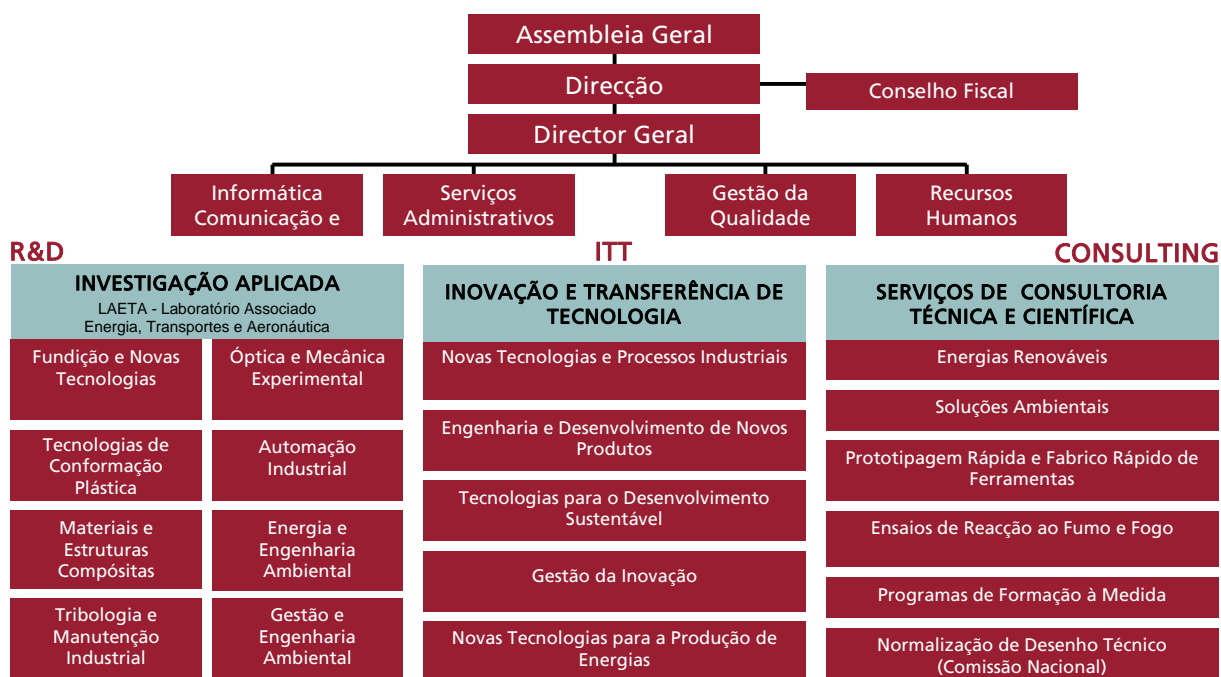 Assembleia Geral
Direcção
Conselho Fiscal
Director Geral
Informática
Comunicação e
Serviços
Administrativos
Gestão da
Qualidade
Recursos
Humanos
R&D
ITT
CONSULTING
INVESTIGAÇÃO APLICADA
LAETA - Laboratório Associado
Energia, Transportes e Aeronáutica
Fundição e Novas
Tecnologias
Óptica e Mecânica
Experimental
Tecnologias de
Conformação
Plástica
Automação
Industrial
Materiais e
Estruturas
Compósitas
Energia e
Engenharia
Ambiental
Tribologia e
Manutenção
Industrial
Gestão e
Engenharia
Ambiental
INOVAÇÃO E TRANSFERÊNCIA DE
TECNOLOGIA
Novas Tecnologias e Processos Industriais
Engenharia e Desenvolvimento de Novos
Produtos
Tecnologias para o Desenvolvimento
Sustentável
Gestão da Inovação
Novas Tecnologias para a Produção de
Energias
SERVIÇOS DE CONSULTORIA
TÉCNICA E CIENTÍFICA
Energias Renováveis
Soluções Ambientais
Prototipagem Rápida e Fabrico Rápido de
Ferramentas
Ensaios de Reacção ao Fumo e Fogo
Programas de Formação à Medida
Normalização de Desenho Técnico
(Comissão Nacional)